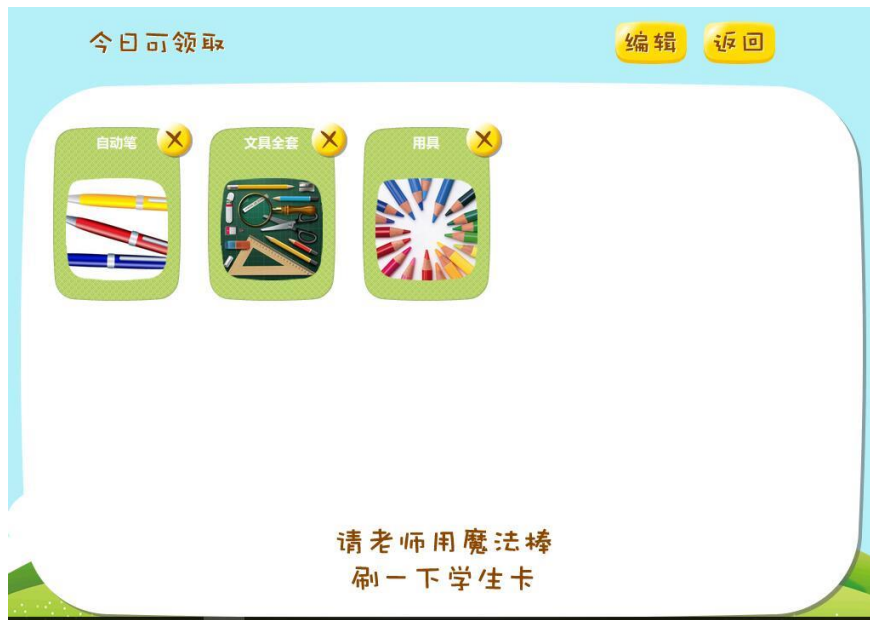 今日可领取
编辑
返回
自动笔
文具全套
用具
请老师用魔法棒
刷一下学生卡